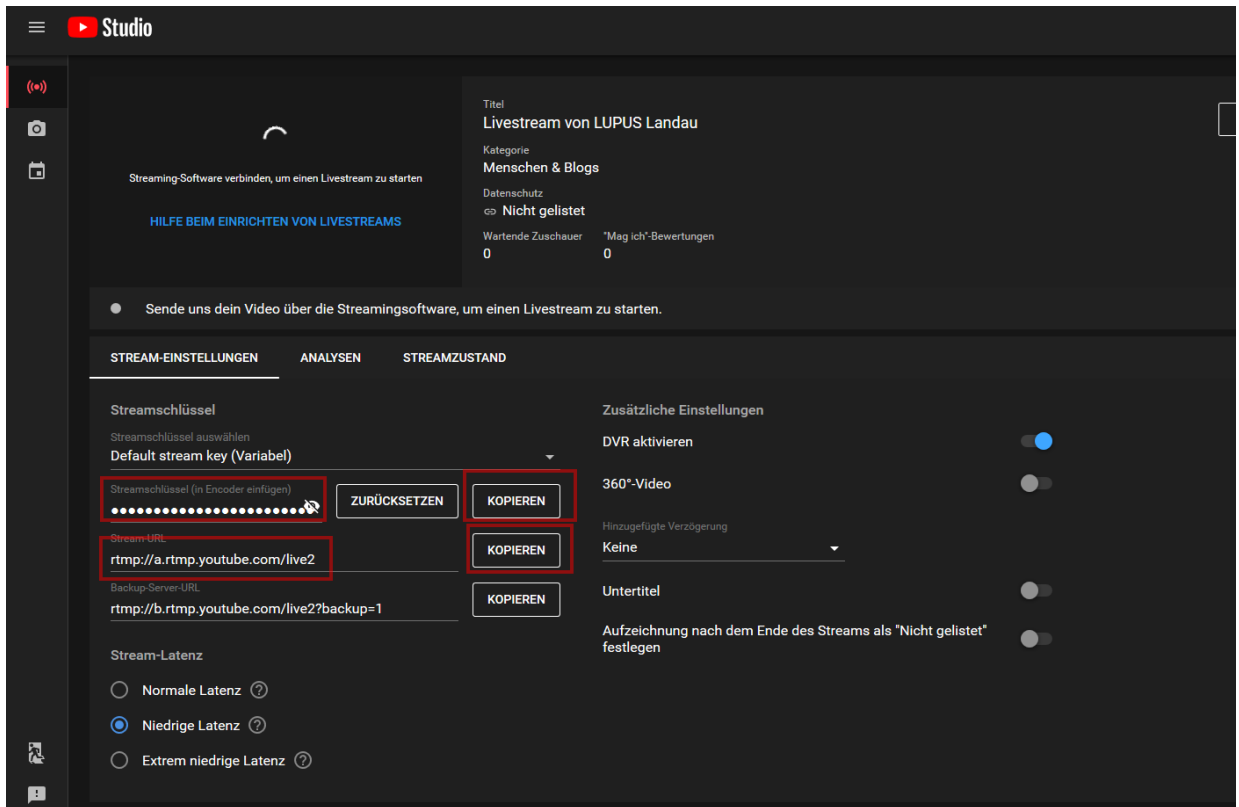 Studio
Titel
Livestream von LUPUS Landau
Kategorie
Menschen & Blogs
Streaming-Software verbinden, um einen Livestream zu starten
Datenschutz
Nicht gelistet
HILFE BEIM EINRICHTEN VON LIVESTREAMS
Wartende Zuschauer "Mag ich"-Bewertungen
0 0
Sende uns dein Video über die Streamingsoftware, um einen Livestream zu starten.
STREAM-EINSTELLUNGEN ANALYSEN STREAMZUSTAND
Streamschlüssel
Streamschlüssel auswählen
Default stream key (Variabel)
Streamschlüssel (in Encoder einfügen)
ZURÜCKSETZEN KOPIEREN
Stream-URL
rtmp://a.rtmp.youtube.com/live2
KOPIEREN
Backup-Server-URL
rtmp://b.rtmp.youtube.com/live2?backup=1
KOPIEREN
Stream-Latenz
Normale Latenz
Niedrige Latenz
Extrem niedrige Latenz
Zusätzliche Einstellungen
DVR aktivieren
360°-Video
Hinzugefügte Verzögerung
Keine
Untertitel
Aufzeichnung nach dem Ende des Streams als "Nicht gelistet"
festlegen